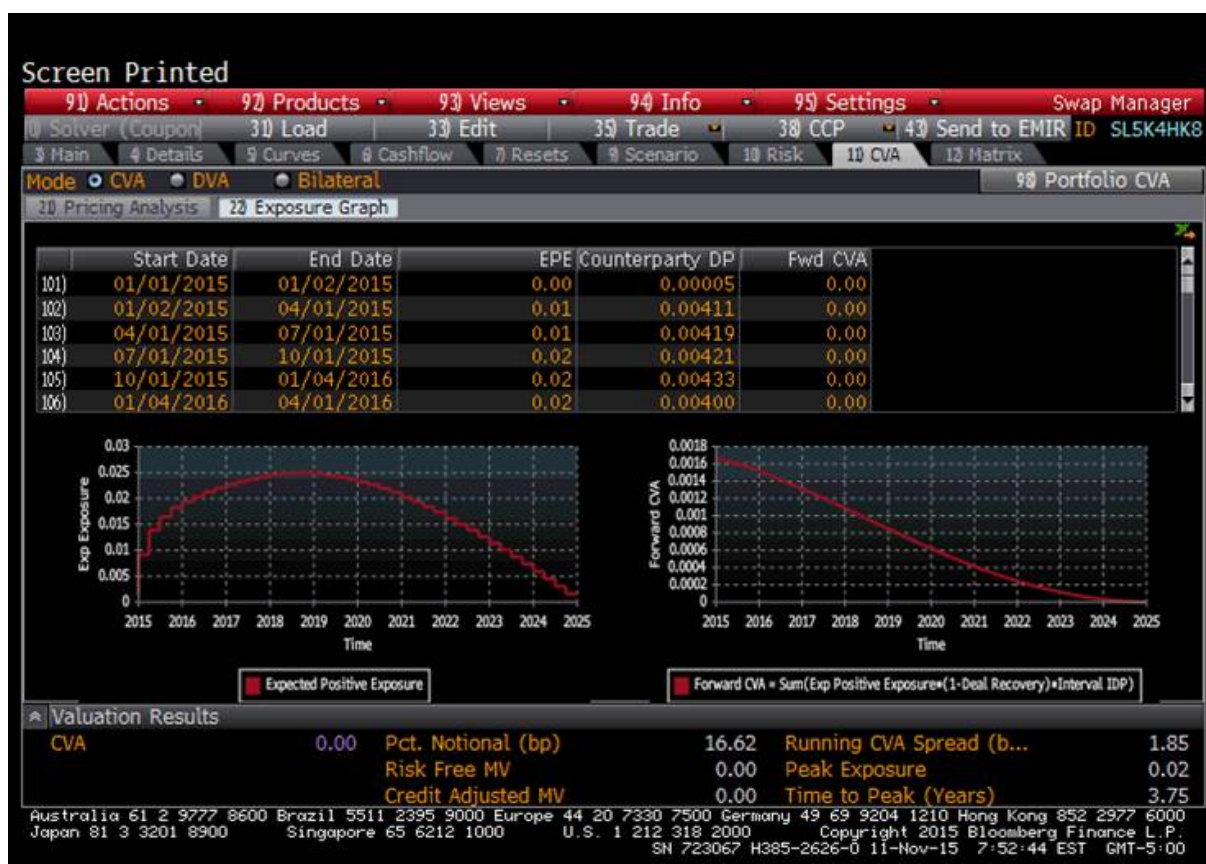 Screen Printed
91) Actions 92) Products 93) Views 94) Info 95) Settings Swap Manager
Solver (Coupon) 31) Load 33) Edit 35) Trade 38) CCP 43) Send to EMIR ID SL5K4HK8
3) Main 4) Details 5) Curves 6) Cashflow 7) Resets 9) Scenario 10) Risk 11) CVA 12) Matrix
Mode CVA DVA Bilateral 98) Portfolio CVA
21) Pricing Analysis 22) Exposure Graph
Start Date End Date EPE Counterparty DP Fwd CVA
101) 01/01/2015 01/02/2015 0.00 0.00005 0.00
102) 01/02/2015 04/01/2015 0.01 0.00411 0.00
103) 04/01/2015 07/01/2015 0.01 0.00419 0.00
104) 07/01/2015 10/01/2015 0.02 0.00421 0.00
105) 10/01/2015 01/04/2016 0.02 0.00433 0.00
106) 01/04/2016 04/01/2016 0.02 0.00400 0.00
Exp Exposure
0.03
0.025
0.02
0.015
0.01
0.005
0
2015 2016 2017 2018 2019 2020 2021 2022 2023 2024 2025
Time
Expected Positive Exposure
Forward CVA
0.0018
0.0016
0.0014
0.0012
0.001
0.0008
0.0006
0.0004
0.0002
0
2015 2016 2017 2018 2019 2020 2021 2022 2023 2024 2025
Time
Forward CVA = Sum(Exp Positive Exposure*(1-Deal Recovery)*Interval IDP)
Valuation Results
CVA 0.00 Pct. Notional (bp) 16.62 Running CVA Spread (b... 1.85
Risk Free MV 0.00 Peak Exposure 0.02
Credit Adjusted MV 0.00 Time to Peak (Years) 3.75
Australia 61 2 9777 8600 Brazil 5511 2395 9000 Europe 44 20 7330 7500 Germany 49 69 9204 1210 Hong Kong 852 2977 6000
Japan 81 3 3201 8900 Singapore 65 6212 1000 U.S. 1 212 318 2000 Copyright 2015 Bloomberg Finance L.P.
SN 723067 H385-2626-0 11-Nov-15 7:52:44 EST GMT-5:00